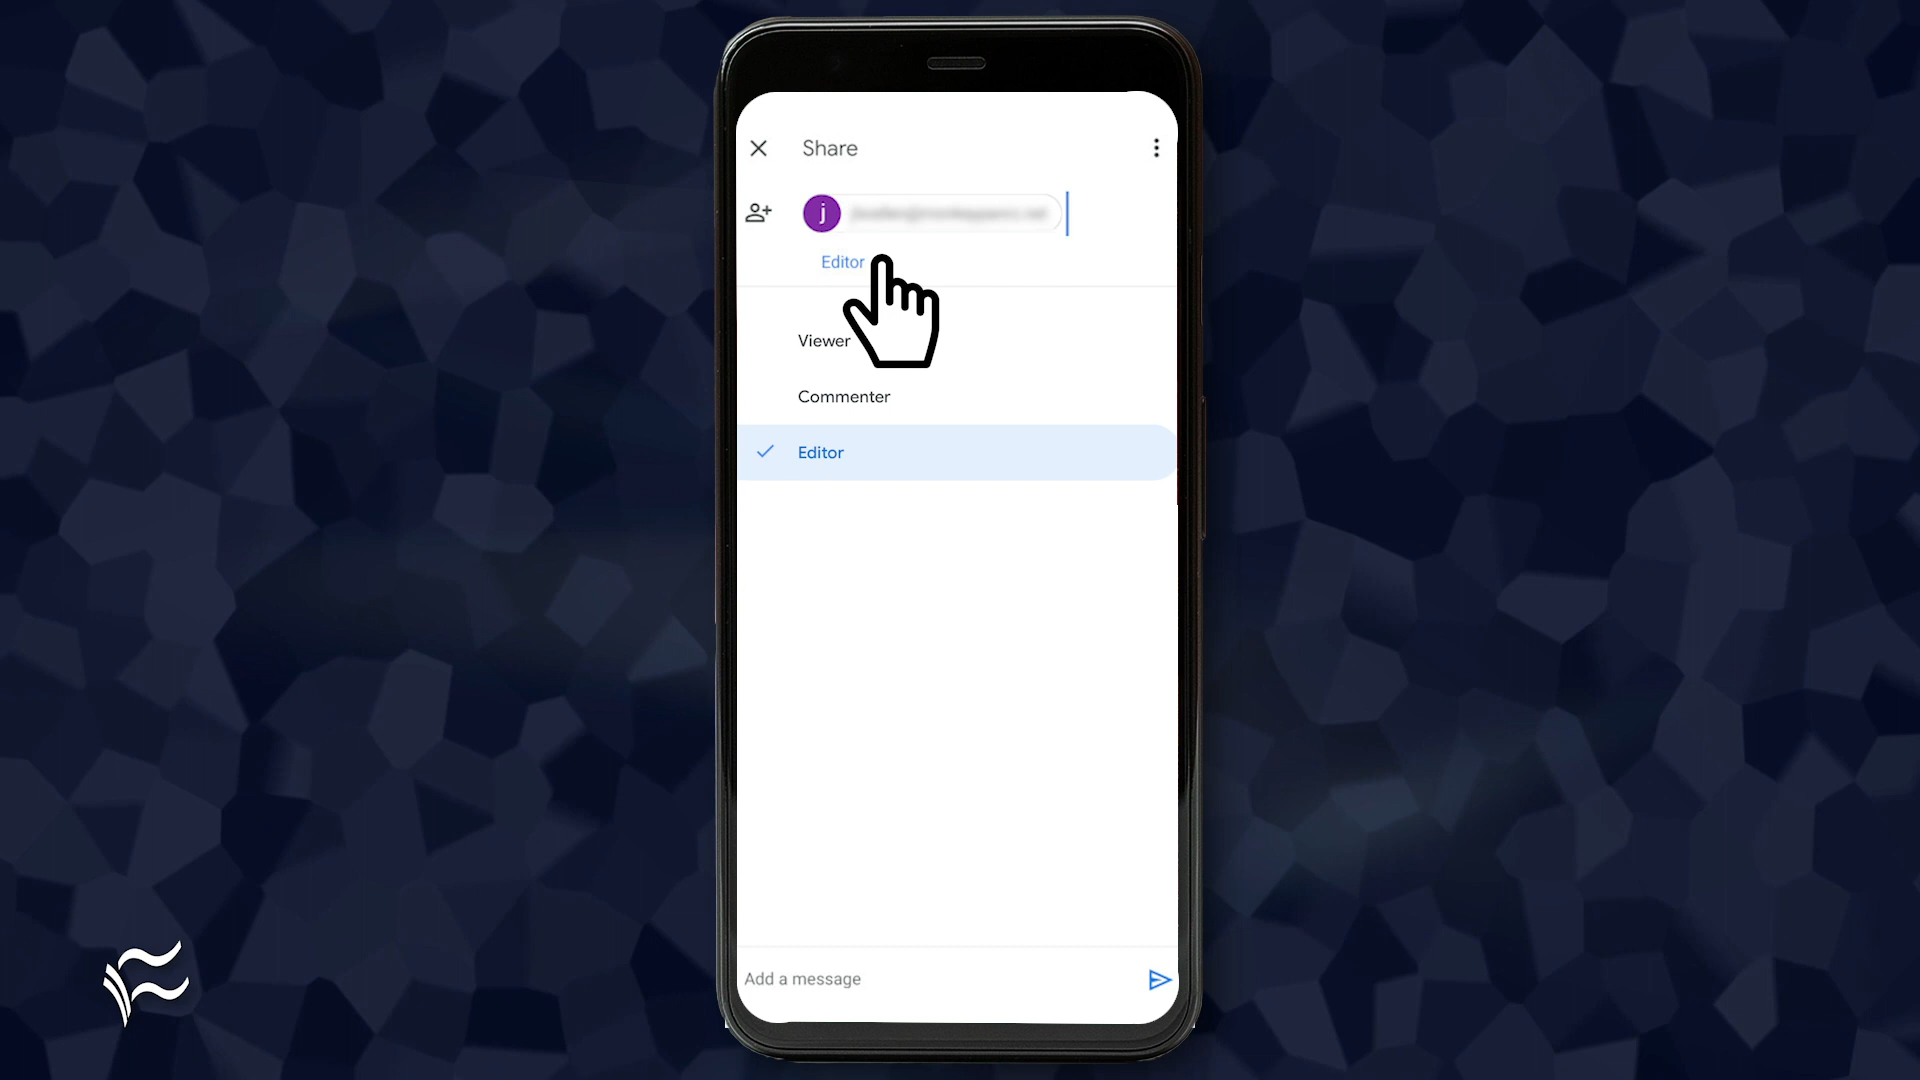 Share
j
Editor
Viewer
Commenter
Editor
Add a message